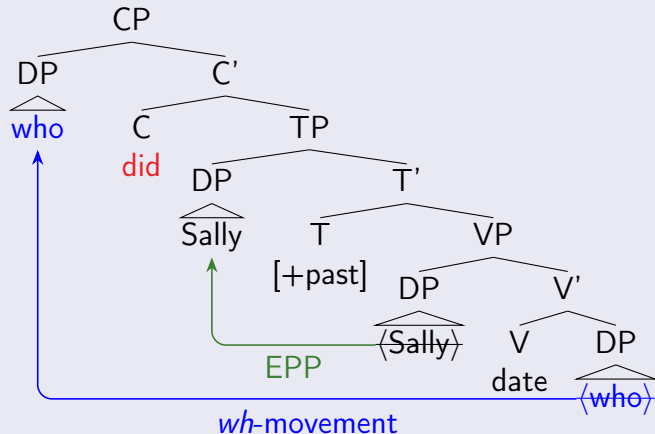 CP
DP C'
who C TP
did DP T'
Sally T VP
[+past] DP V'
⟨Sally⟩ V DP
EPP date ⟨who⟩
wh-movement